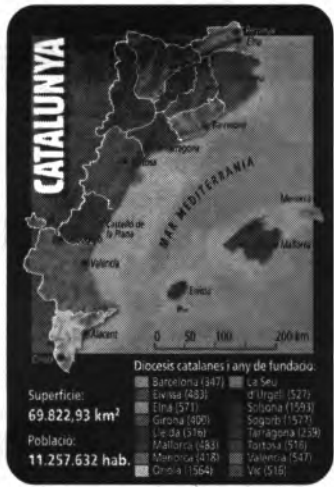 CATALUNYA
Elna
Girona
Barcelona
Tarragona
Tortosa
MAR MEDITERRÀNIA
Menorca
Mallorca
Castelló de
la Plana
València
Eivissa
Alacant
0 50 100 200 km
Superfície:
69.822,93 km²
Població:
11.257.632 hab.
Diòcesis catalanes i any de fundació:
Barcelona (347)
Eivissa (483)
Elna (571)
Girona (400)
Lleida (516)
Mallorca (483)
Menorca (418)
Oriola (1564)
La Seu
d'Urgell (527)
Solsona (1593)
Sogorb (1577)
Tarragona (259)
Tortosa (516)
València (547)
Vic (516)